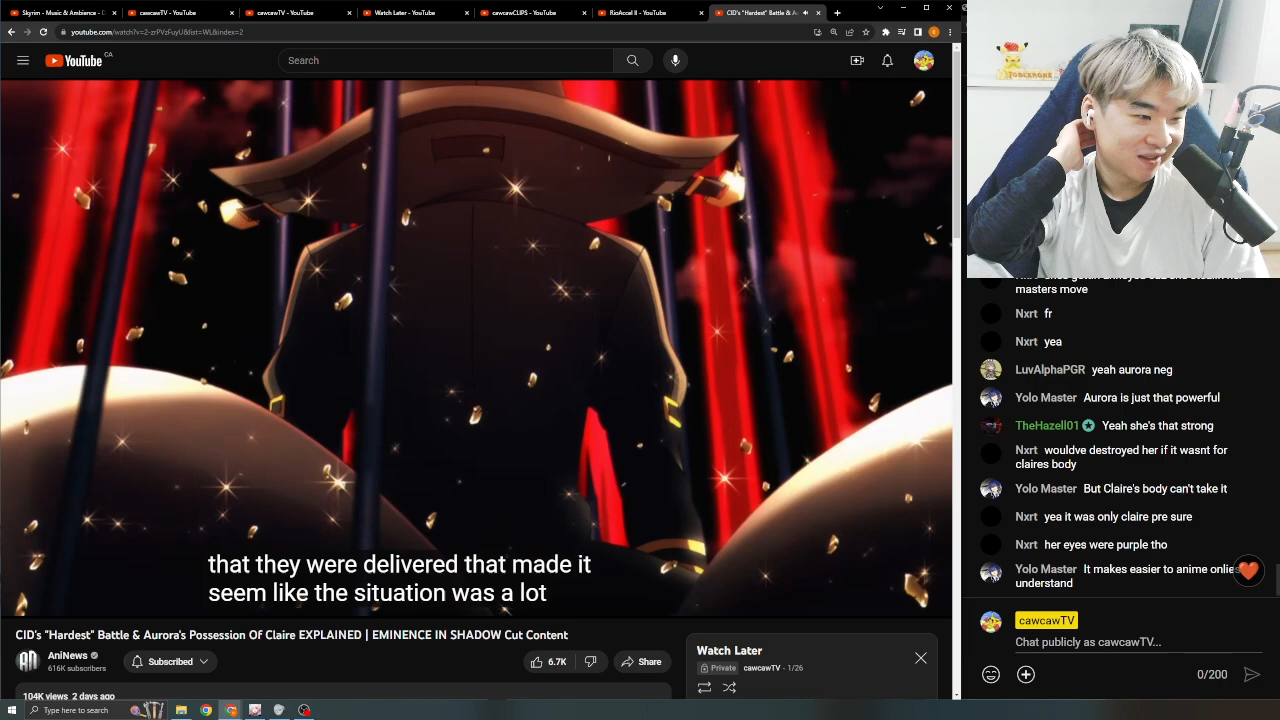 Skyrim - Music & Ambience - C
cawcawTV - YouTube
cawcawTV - YouTube
Watch Later - YouTube
cawcawCLIPS - YouTube
RioAccel II - YouTube
CID's "Hardest" Battle & A
youtube.com/watch?v=2-zrPVzFuyU&list=WL&index=2
YouTube CA
Search
that they were delivered that made it
seem like the situation was a lot
CID's "Hardest" Battle & Aurora's Possession Of Claire EXPLAINED | EMINENCE IN SHADOW Cut Content
AniNews
616K subscribers
Subscribed
6.7K
Share
104K views 2 days ago
Watch Later
Private cawcawTV - 1/26
TOBLERONE
masters move
Nxrt fr
Nxrt yea
LuvAlphaPGR yeah aurora neg
Yolo Master Aurora is just that powerful
TheHazell01 Yeah she's that strong
Nxrt wouldve destroyed her if it wasnt for
claires body
Yolo Master But Claire's body can't take it
Nxrt yea it was only claire pre sure
Nxrt her eyes were purple tho
Yolo Master It makes easier to anime onlies
understand
cawcawTV
Chat publicly as cawcawTV...
0/200
Type here to search